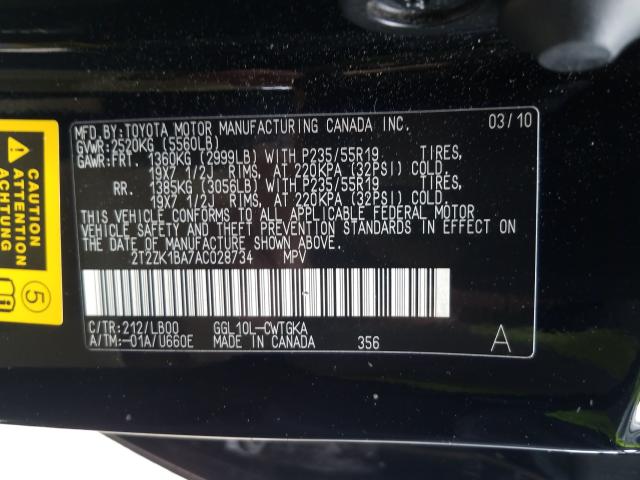 MFD.BY:TOYOTA MOTOR MANUFACTURING CANADA INC. 03/10
GVWR:2520KG (5560LB)
GAWR:FRT. 1360KG (2999LB) WITH P235/55R19 TIRES,
19X7 1/2J RIMS, AT 220KPA (32PSI) COLD.
RR. 1385KG (3056LB) WITH P235/55R19 TIRES,
19X7 1/2J RIMS, AT 220KPA (32PSI) COLD.
THIS VEHICLE CONFORMS TO ALL APPLICABLE FEDERAL MOTOR
VEHICLE SAFETY AND THEFT PREVENTION STANDARDS IN EFFECT ON
THE DATE OF MANUFACTURE SHOWN ABOVE.
2T2ZK1BA7AC028734 MPV
C/TR:212/LB00 GGL10L-CWTGKA
A/TM:-01A/U660E MADE IN CANADA 356 A
CAUTION
ATTENTION
ACHTUNG
5